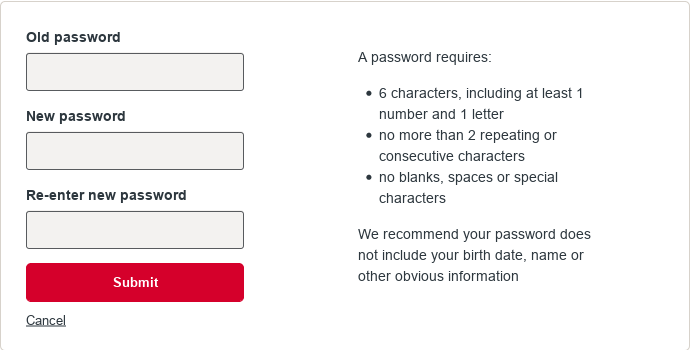 Old password
New password
Re-enter new password
Submit
Cancel
A password requires:
• 6 characters, including at least 1
number and 1 letter
• no more than 2 repeating or
consecutive characters
• no blanks, spaces or special
characters
We recommend your password does
not include your birth date, name or
other obvious information